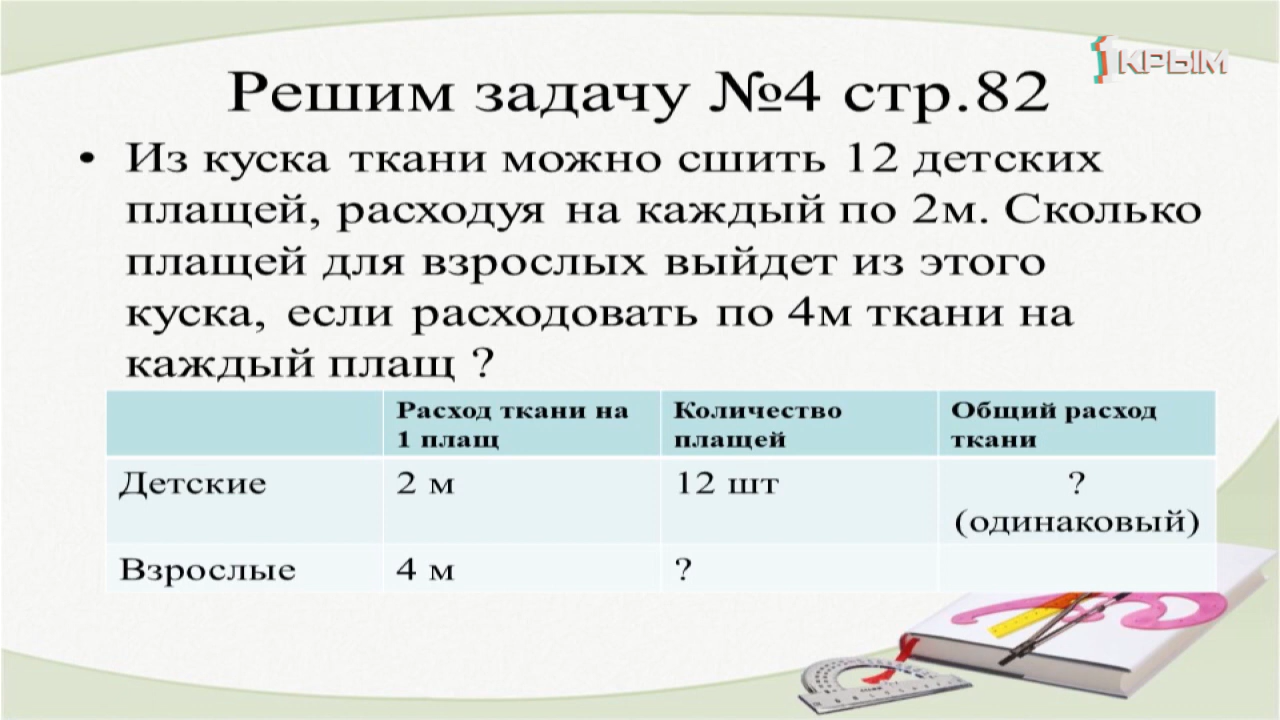 1КРЫМ
Решим задачу №4 стр.82
• Из куска ткани можно сшить 12 детских
плащей, расходуя на каждый по 2м. Сколько
плащей для взрослых выйдет из этого
куска, если расходовать по 4м ткани на
каждый плащ ?
Расход ткани на
1 плащ
Количество
плащей
Общий расход
ткани
Детские
2 м
12 шт
?
(одинаковый)
Взрослые
4 м
?